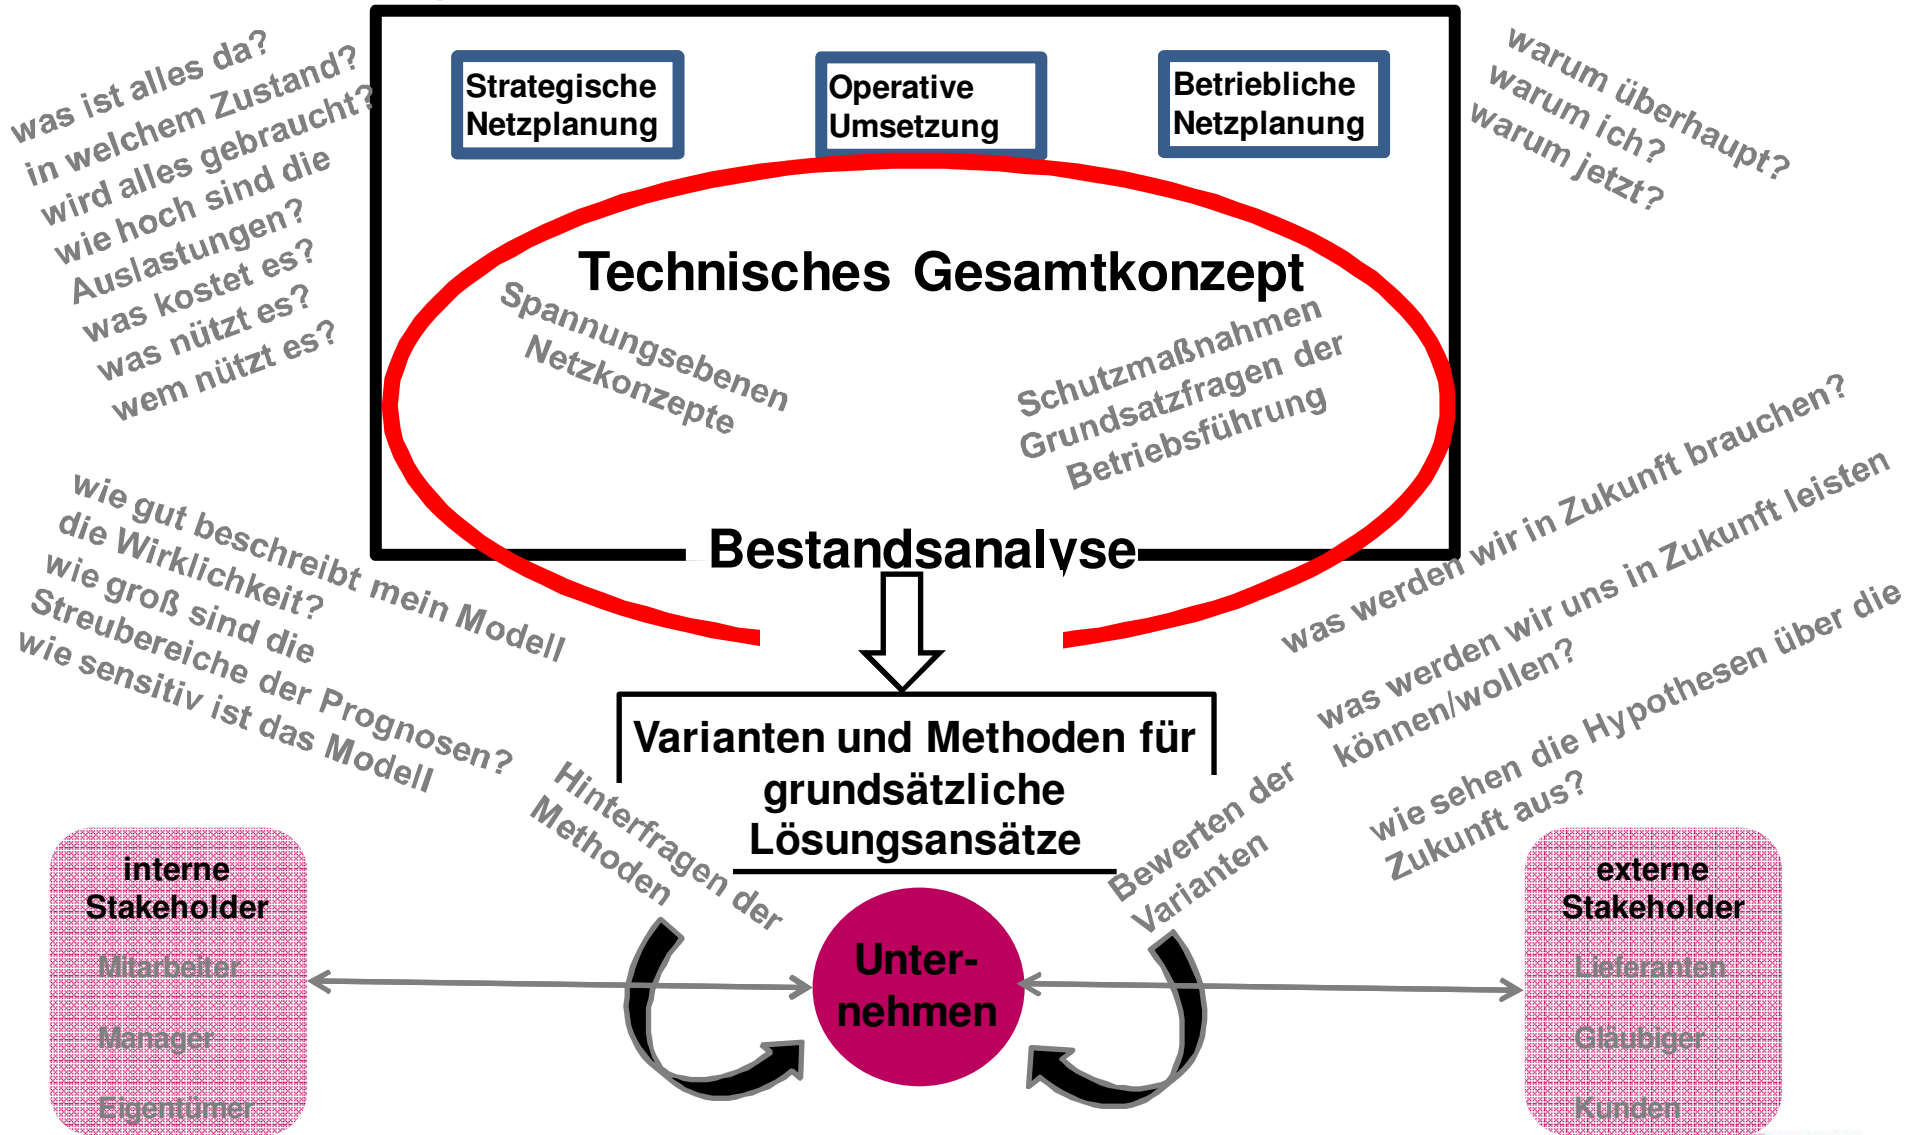 was ist alles da?
in welchem Zustand?
wird alles gebraucht?
wie hoch sind die
Auslastungen?
was kostet es?
was nützt es?
wem nützt es?
Strategische
Netzplanung
Operative
Umsetzung
Betriebliche
Netzplanung
warum überhaupt?
warum ich?
warum jetzt?
Technisches Gesamtkonzept
Spannungsebenen
Netzkonzepte
Schutzmaßnahmen
Grundsatzfragen der
Betriebsführung
Bestandsanalyse
wie gut beschreibt mein Modell
die Wirklichkeit?
wie groß sind die
Streubereiche der Prognosen?
wie sensitiv ist das Modell
was werden wir in Zukunft brauchen?
was werden wir uns in Zukunft leisten
können/wollen?
wie sehen die Hypothesen über die
Zukunft aus?
Varianten und Methoden für
grundsätzliche
Lösungsansätze
Hinterfragen der
Methoden
Bewerten der
Varianten
interne
Stakeholder
Mitarbeiter
Manager
Eigentümer
Unter-
nehmen
externe
Stakeholder
Lieferanten
Gläubiger
Kunden